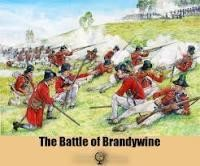 The Battle of Brandywine